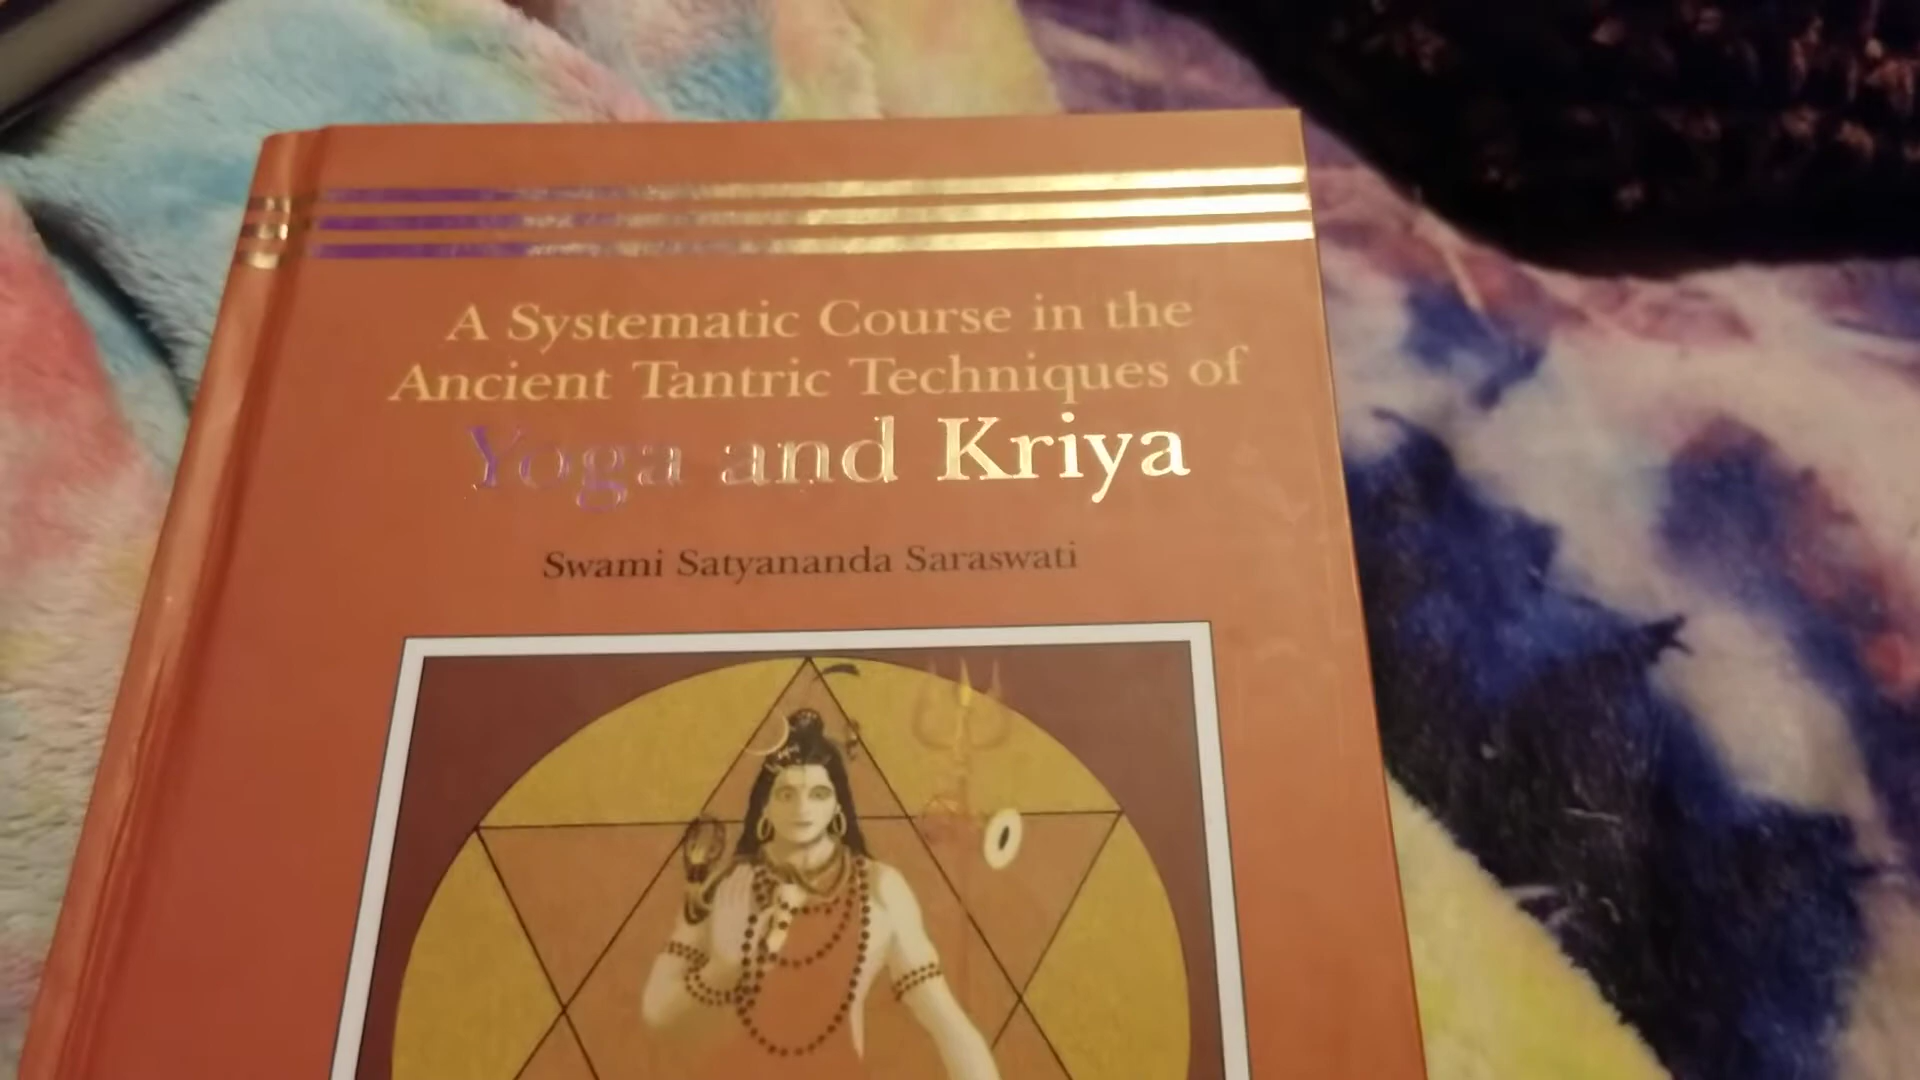 A Systematic Course in the
Ancient Tantric Techniques of
Yoga and Kriya
Swami Satyananda Saraswati